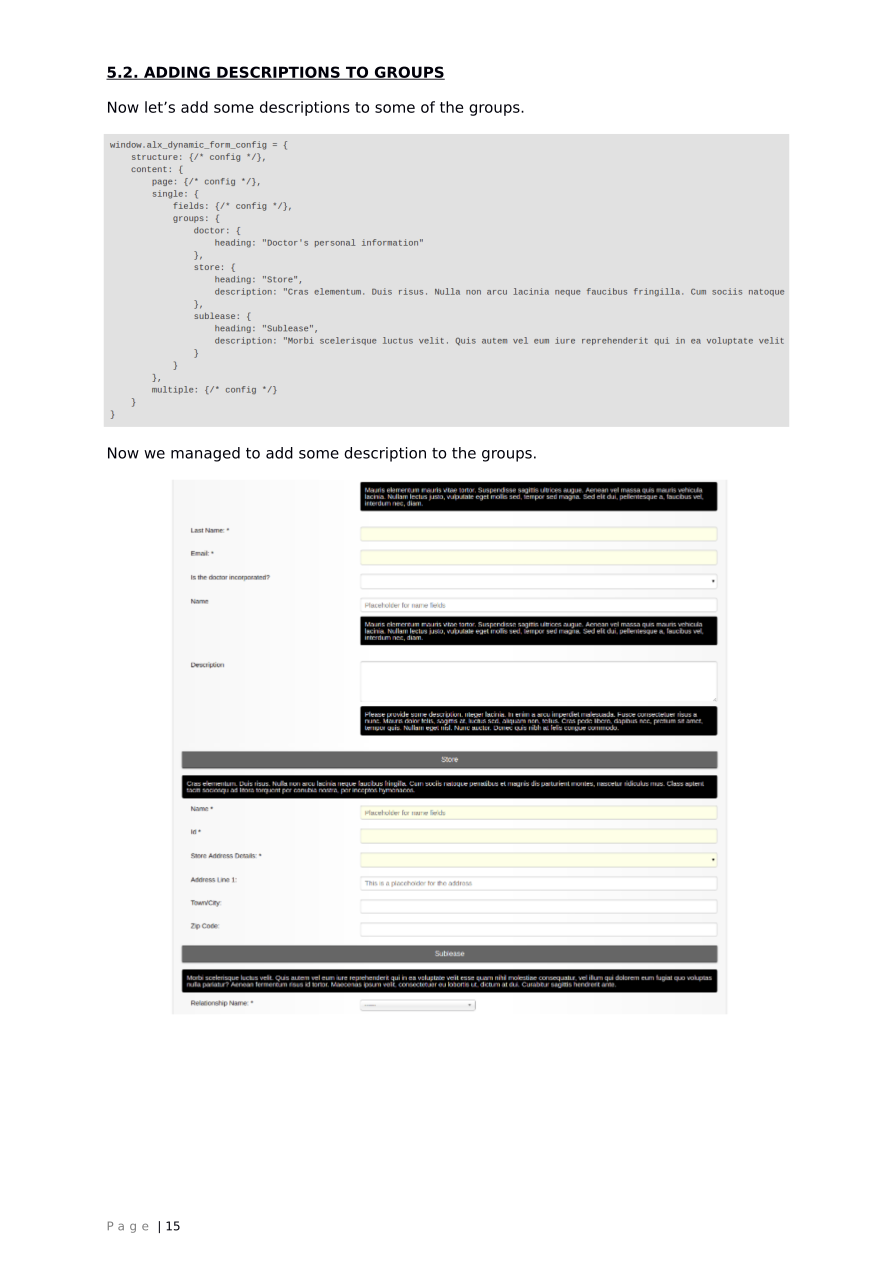 5.2. ADDING DESCRIPTIONS TO GROUPS
Now let's add some descriptions to some of the groups.
window.alx_dynamic_form_config = {
    structure: {/* config */},
    content: {
        page: {/* config */},
        single: {
            fields: {/* config */},
            groups: {
                doctor: {
                    heading: "Doctor's personal information"
                },
                store: {
                    heading: "Store",
                    description: "Cras elementum. Duis risus. Nulla non arcu lacinia neque faucibus fringilla. Cum sociis natoque
                },
                sublease: {
                    heading: "Sublease",
                    description: "Morbi scelerisque luctus velit. Quis autem vel eum iure reprehenderit qui in ea voluptate velit
                }
            }
        },
        multiple: {/* config */}
    }
}
Now we managed to add some description to the groups.
Mauris elementum mauris vitae tortor. Suspendisse sagittis ultrices augue. Aenean vel massa quis mauris vehicula
lacinia. Nullam lectus justo, vulputate eget mollis sed, tempor sed magna. Sed elit dui, pellentesque a, faucibus vel,
interdum nec, diam.
Last Name: *
Email: *
Is the doctor incorporated?
Name
Placeholder for name fields
Mauris elementum mauris vitae tortor. Suspendisse sagittis ultrices augue. Aenean vel massa quis mauris vehicula
lacinia. Nullam lectus justo, vulputate eget mollis sed, tempor sed magna. Sed elit dui, pellentesque a, faucibus vel,
interdum nec, diam.
Description
Please provide some description. nteger lacinia. In enim a arcu imperdiet malesuada. Fusce consectetuer risus a
nunc. Mauris dolor felis, sagittis at, luctus sed, aliquam non, tellus. Cras pede libero, dapibus nec, pretium sit amet,
tempor quis. Nullam eget nisl. Nunc auctor. Donec quis nibh at felis congue commodo.
Store
Cras elementum. Duis risus. Nulla non arcu lacinia neque faucibus fringilla. Cum sociis natoque penatibus et magnis dis parturient montes, nascetur ridiculus mus. Class aptent
taciti sociosqu ad litora torquent per conubia nostra, per inceptos hymenaeos.
Name *
Placeholder for name fields
Id *
Store Address Details: *
Address Line 1:
This is a placeholder for the address
Town/City:
Zip Code:
Sublease
Morbi scelerisque luctus velit. Quis autem vel eum iure reprehenderit qui in ea voluptate velit esse quam nihil molestiae consequatur, vel illum qui dolorem eum fugiat quo voluptas
nulla pariatur? Aenean fermentum risus id tortor. Maecenas ipsum velit, consectetuer eu lobortis ut, dictum at dui. Curabitur sagittis hendrerit ante.
Relationship Name: *
Page | 15